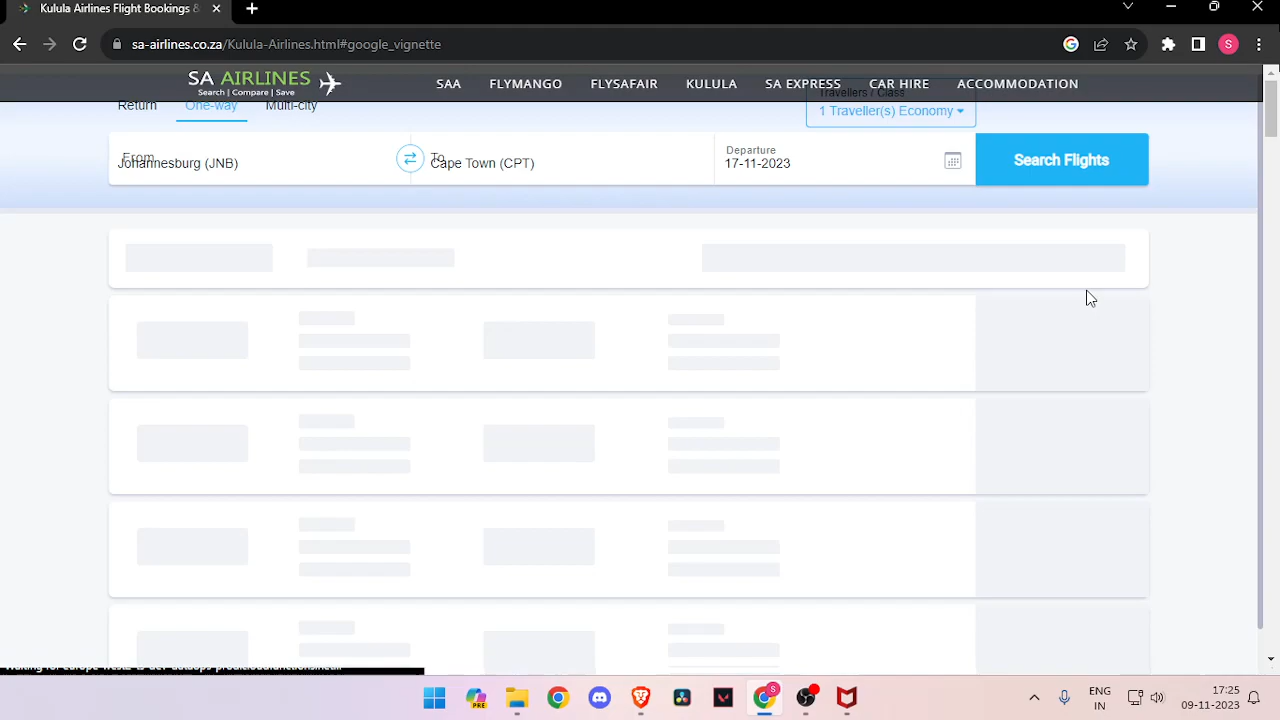 Kulula Airlines Flight Bookings &
sa-airlines.co.za/Kulula-Airlines.html#google_vignette
S
SA AIRLINES
Search | Compare | Save
SAA FLYMANGO FLYSAFAIR KULULA SA EXPRESS CAR HIRE ACCOMMODATION
Return One-way Multi-city
Travellers / Class
1 Traveller(s) Economy
From
Johannesburg (JNB)
To
Cape Town (CPT)
Departure
17-11-2023
Search Flights
PRE
S
ENG
IN
17:25
09-11-2023